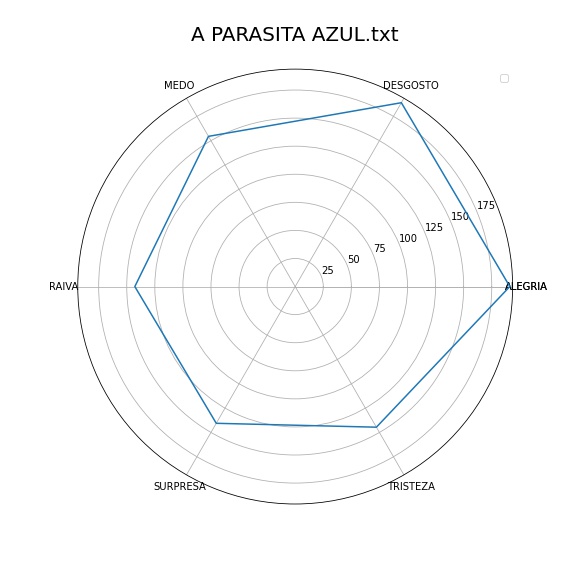 A PARASITA AZUL.txt
MEDO
DESGOSTO
175
150
125
100
75
50
25
RAIVA
ALEGRIA
SURPRESA
TRISTEZA